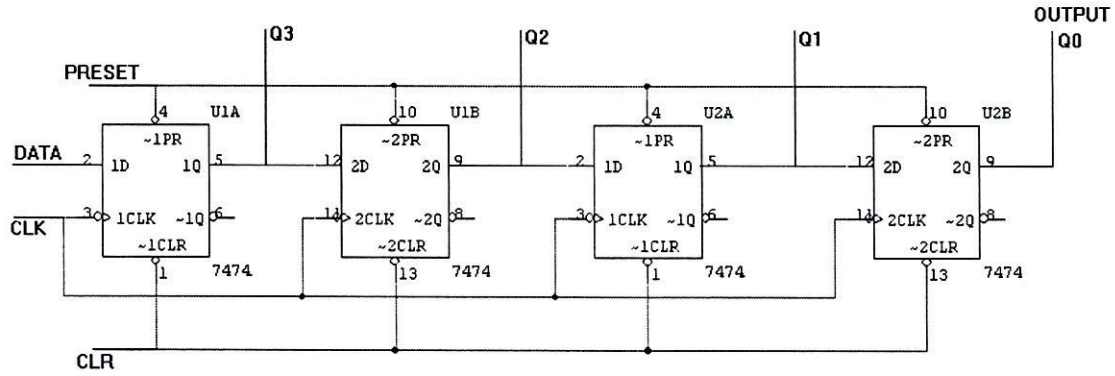 OUTPUT
Q3
Q2
Q1
Q0
PRESET
4 U1A
10 U1B
4 U2A
10 U2B
~1PR
~2PR
~1PR
~2PR
DATA
2 1D 1Q 5
12 2D 2Q 9
2 1D 1Q 5
12 2D 2Q 9
CLK
3 1CLK ~1Q 6
11 2CLK ~2Q 8
3 1CLK ~1Q 6
11 2CLK ~2Q 8
~1CLR
~2CLR
~1CLR
~2CLR
1 7474
13 7474
1 7474
13 7474
CLR